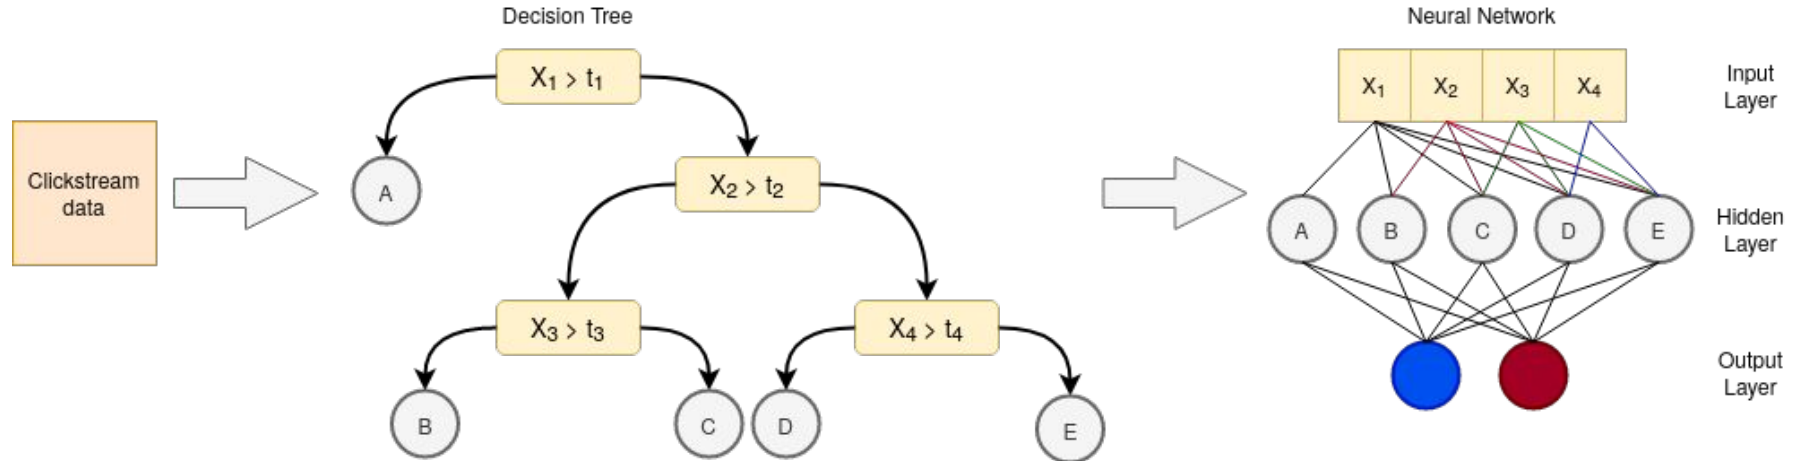 Decision Tree
Neural Network
X1 > t1
X1
X2
X3
X4
Input
Layer
Clickstream
data
A
X2 > t2
A
B
C
D
E
Hidden
Layer
X3 > t3
X4 > t4
B
C
D
E
Output
Layer